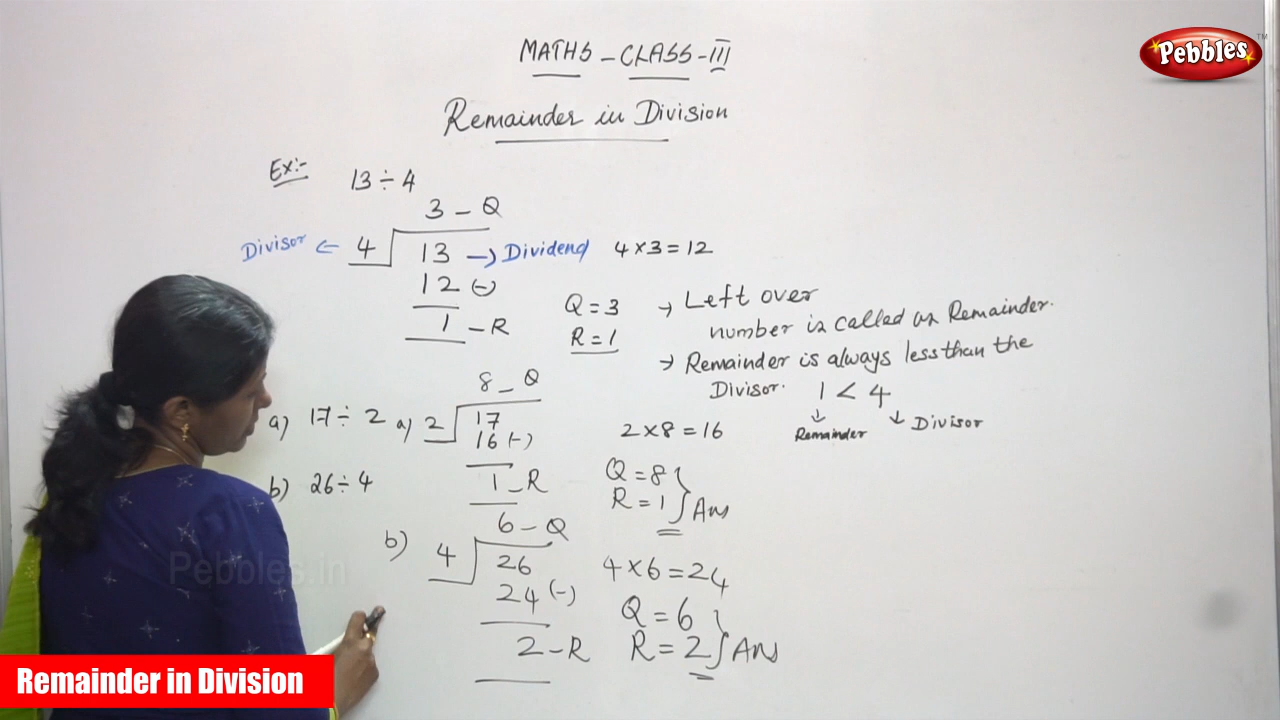 MATHS - CLASS-III
Pebbles TM
Remainder in Division
Ex:- 13 ÷ 4
3 - Q
Divisor ← 4 13 → Dividend 4 × 3 = 12
12 (-)
1 - R
Q = 3
R = 1
→ Left over
number is called as Remainder.
→ Remainder is always less than the
Divisor. 1 < 4
Remainder Divisor
a) 17 ÷ 2
b) 26 ÷ 4
8 - Q
a) 2 17
16 (-) 2 × 8 = 16
1 - R
Q = 8
R = 1 } Ans
6 - Q
b) 4 26 4 × 6 = 24
24 (-)
2 - R
Q = 6
R = 2 } Ans
Pebbles.in
Remainder in Division